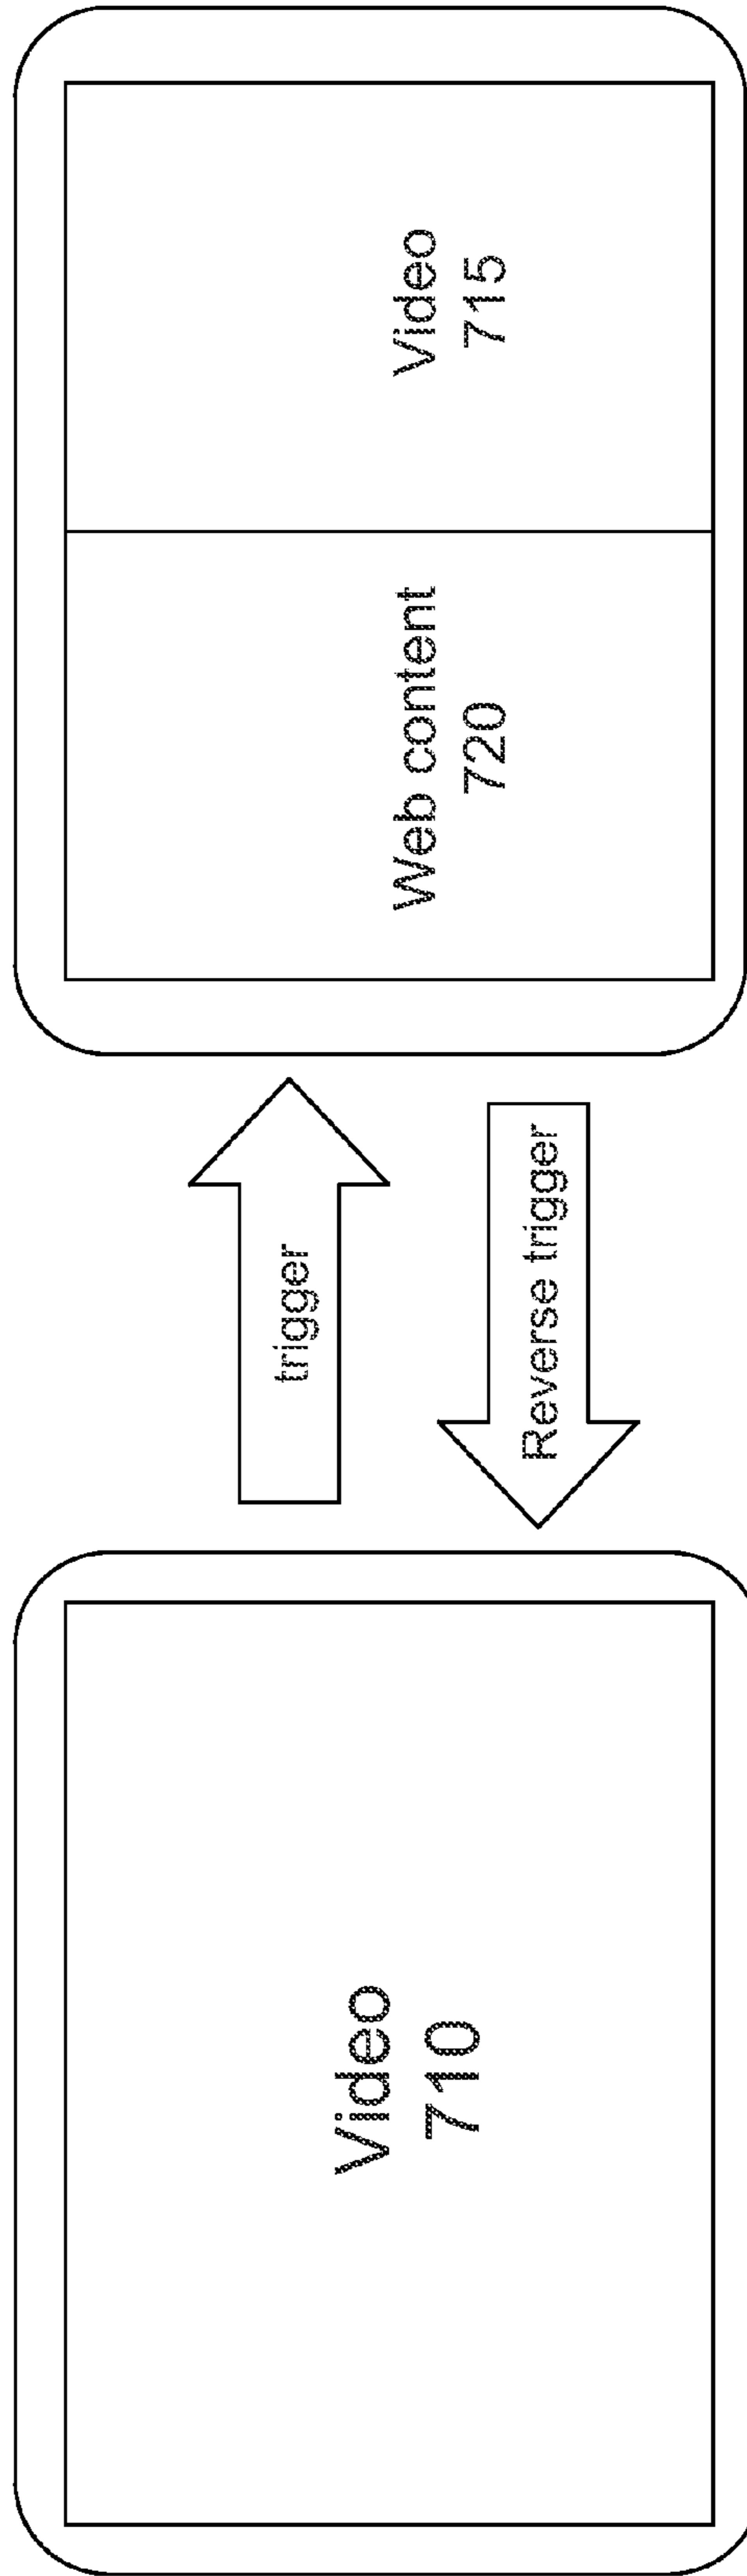 Video
710
trigger
Reverse trigger
Web content
720
Video
715